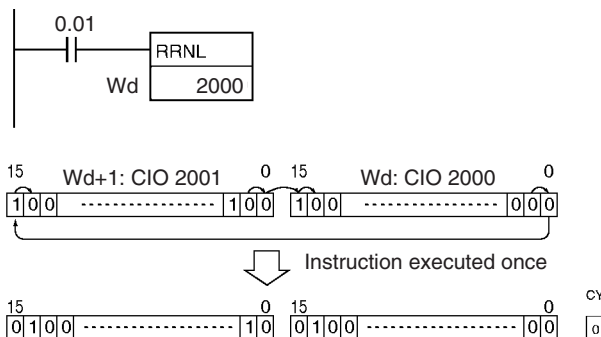 0.01
RRNL
Wd 2000
15 Wd+1: CIO 2001 0 15 Wd: CIO 2000 0
1 0 0 1 0 0 1 0 0 0 0 0
Instruction executed once
15 0 15 0 CY
0 1 0 0 1 0 0 1 0 0 0 0 0